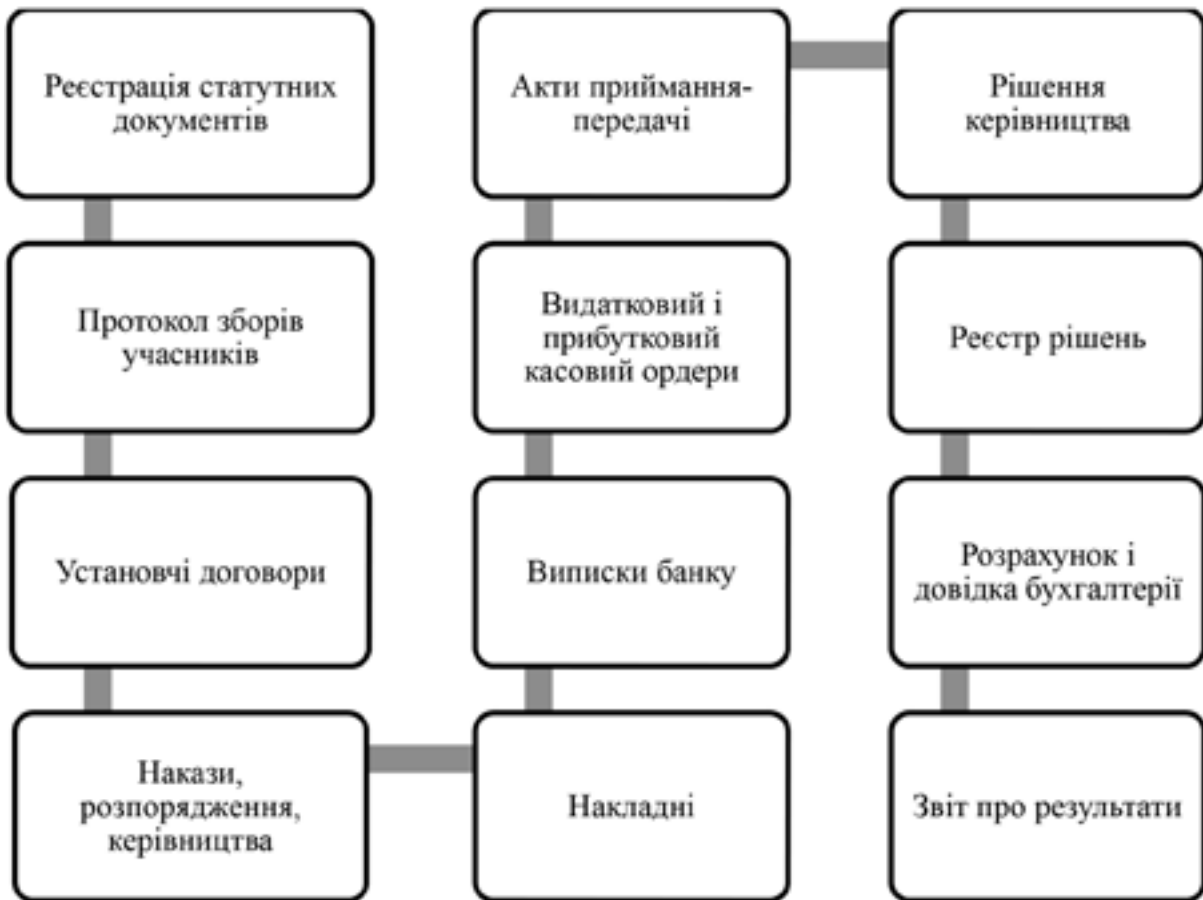 Реєстрація статутних
документів
Протокол зборів
учасників
Установчі договори
Накази,
розпорядження,
керівництва
Накладні
Виписки банку
Видатковий і
прибутковий
касовий ордери
Акти приймання-
передачі
Рішення
керівництва
Реєстр рішень
Розрахунок і
довідка бухгалтерії
Звіт про результати